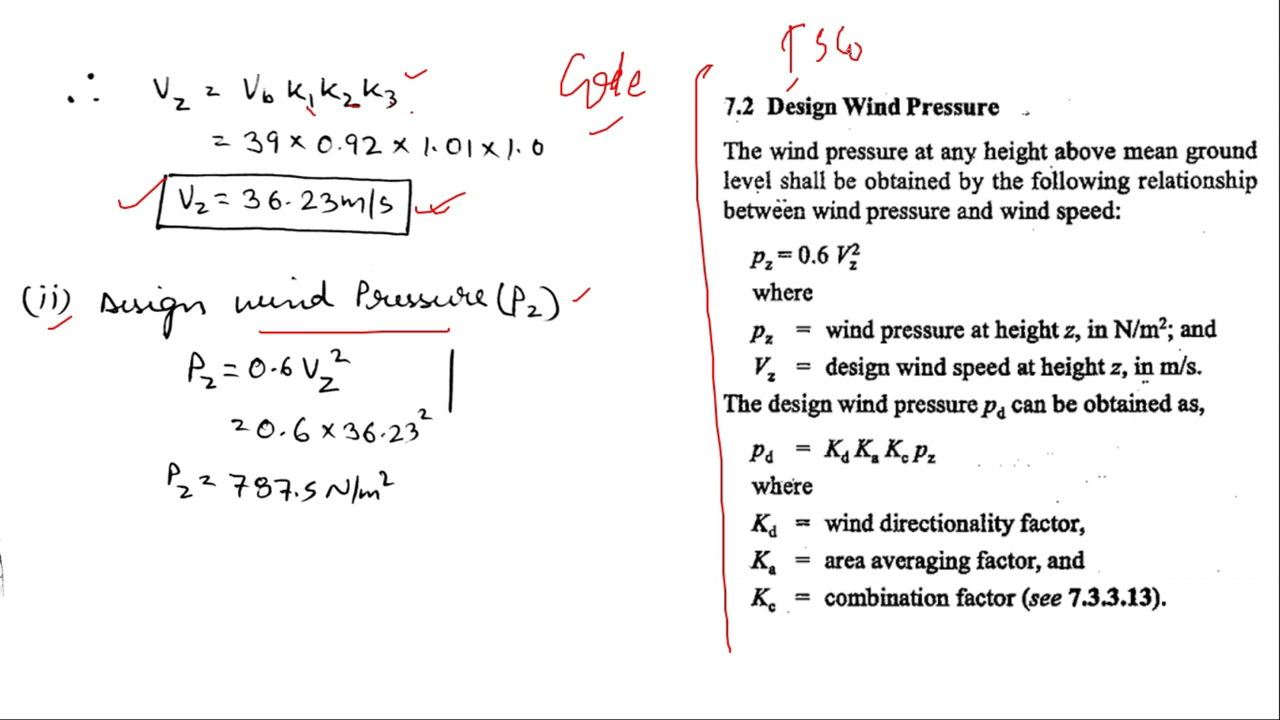 ∴ Vz = Vb K1 K2 K3
= 39 × 0.92 × 1.01 × 1.0
Vz = 36.23 m/s
(ii) Design wind Pressure (Pz)
Pz = 0.6 Vz²
= 0.6 × 36.23²
Pz = 787.5 N/m²
Code
7.2 Design Wind Pressure
The wind pressure at any height above mean ground
level shall be obtained by the following relationship
between wind pressure and wind speed:
pz = 0.6 Vz²
where
pz = wind pressure at height z, in N/m²; and
Vz = design wind speed at height z, in m/s.
The design wind pressure pd can be obtained as,
pd = Kd Ka Kc pz
where
Kd = wind directionality factor,
Ka = area averaging factor, and
Kc = combination factor (see 7.3.3.13).